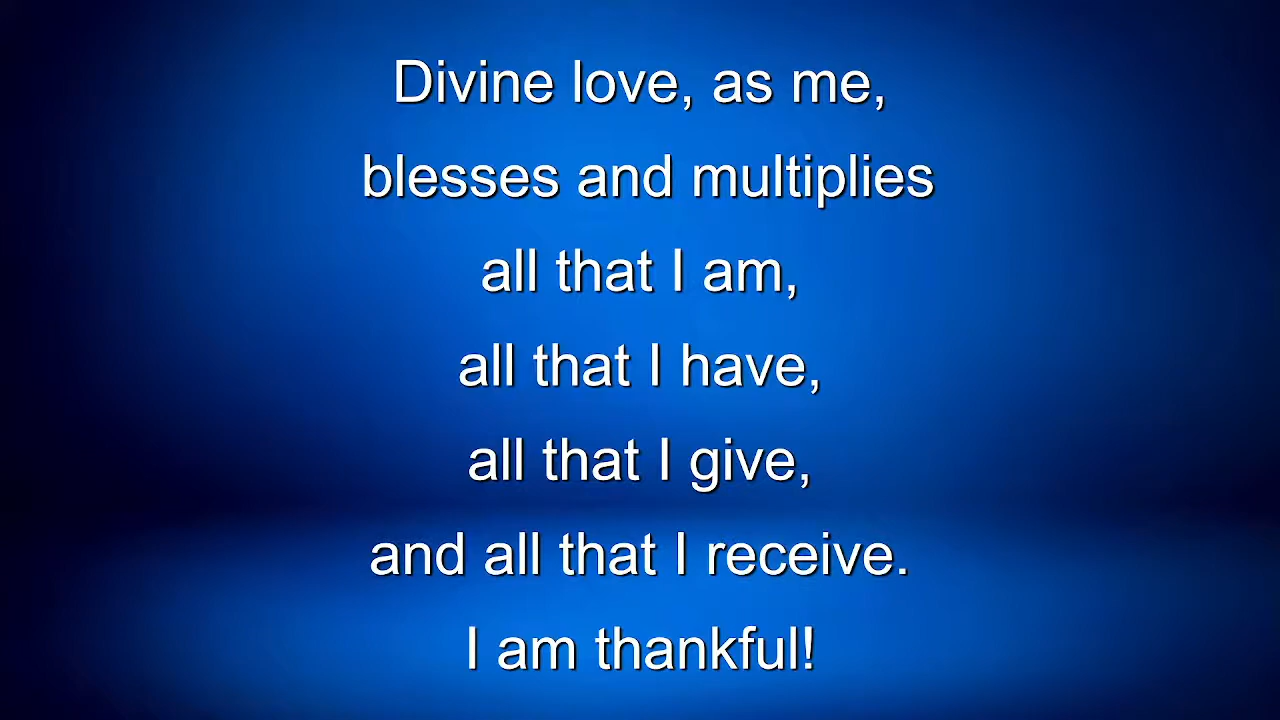 Divine love, as me,
blesses and multiplies
all that I am,
all that I have,
all that I give,
and all that I receive.
I am thankful!